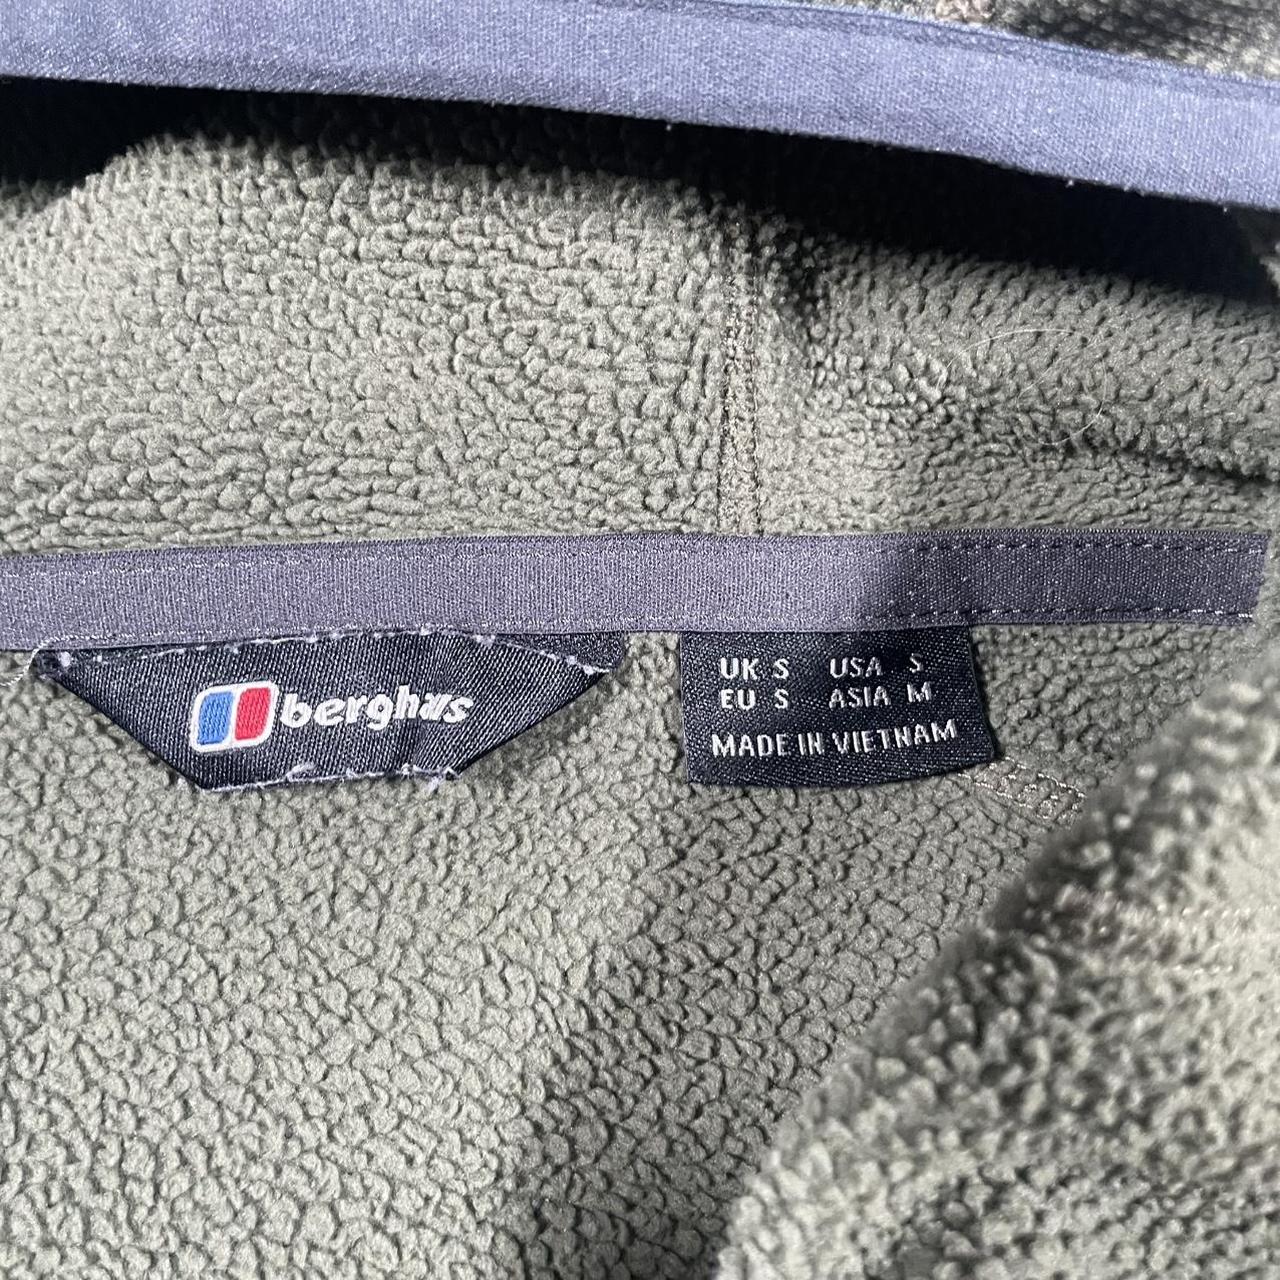 berghaus
UK S USA S
EU S ASIA M
MADE IN VIETNAM